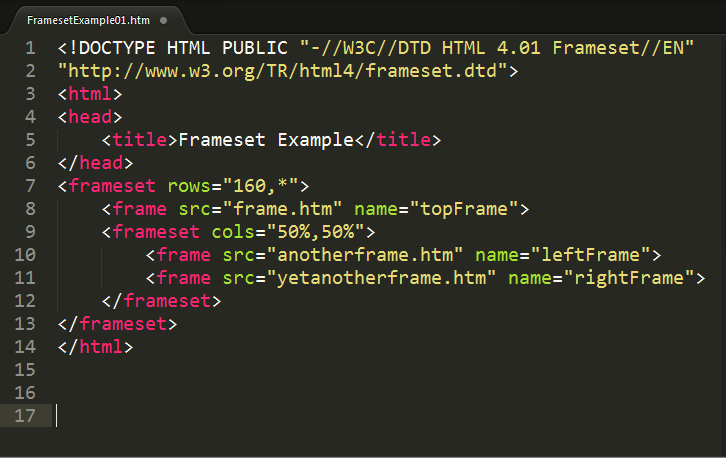 FramesetExample01.htm
1 <!DOCTYPE HTML PUBLIC "-//W3C//DTD HTML 4.01 Frameset//EN"
2 "http://www.w3.org/TR/html4/frameset.dtd">
3 <html>
4 <head>
5     <title>Frameset Example</title>
6 </head>
7 <frameset rows="160,*">
8     <frame src="frame.htm" name="topFrame">
9     <frameset cols="50%,50%">
10         <frame src="anotherframe.htm" name="leftFrame">
11         <frame src="yetanotherframe.htm" name="rightFrame">
12     </frameset>
13 </frameset>
14 </html>
15
16
17